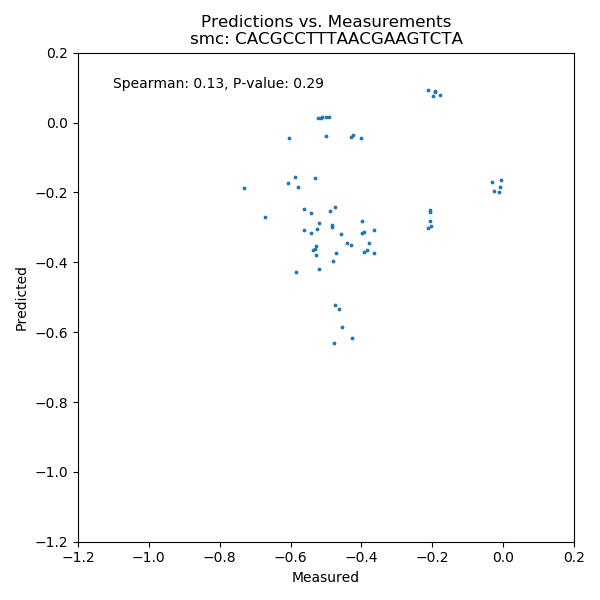 Predictions vs. Measurements
smc: CACGCCTTTAACGAAGTCTA
Spearman: 0.13, P-value: 0.29
0.2
0.0
−0.2
−0.4
−0.6
−0.8
−1.0
−1.2
Predicted
−1.2 −1.0 −0.8 −0.6 −0.4 −0.2 0.0 0.2
Measured